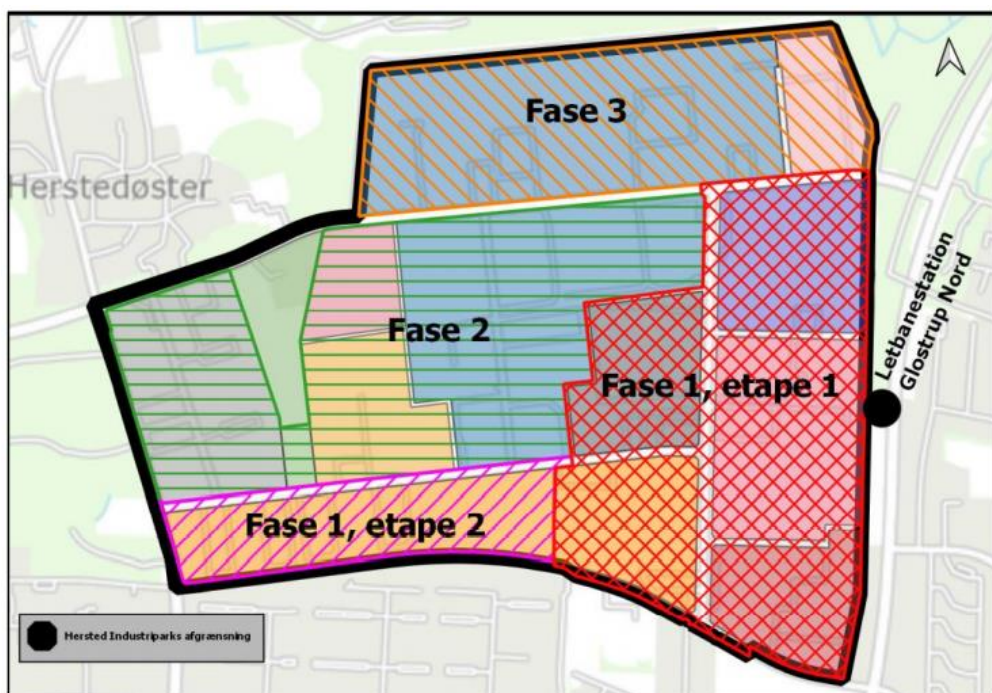 Fase 3
Herstedøster
Letbanestation
Glostrup Nord
Fase 2
Fase 1, etape 1
Fase 1, etape 2
Hersted Industriparks afgrænsning